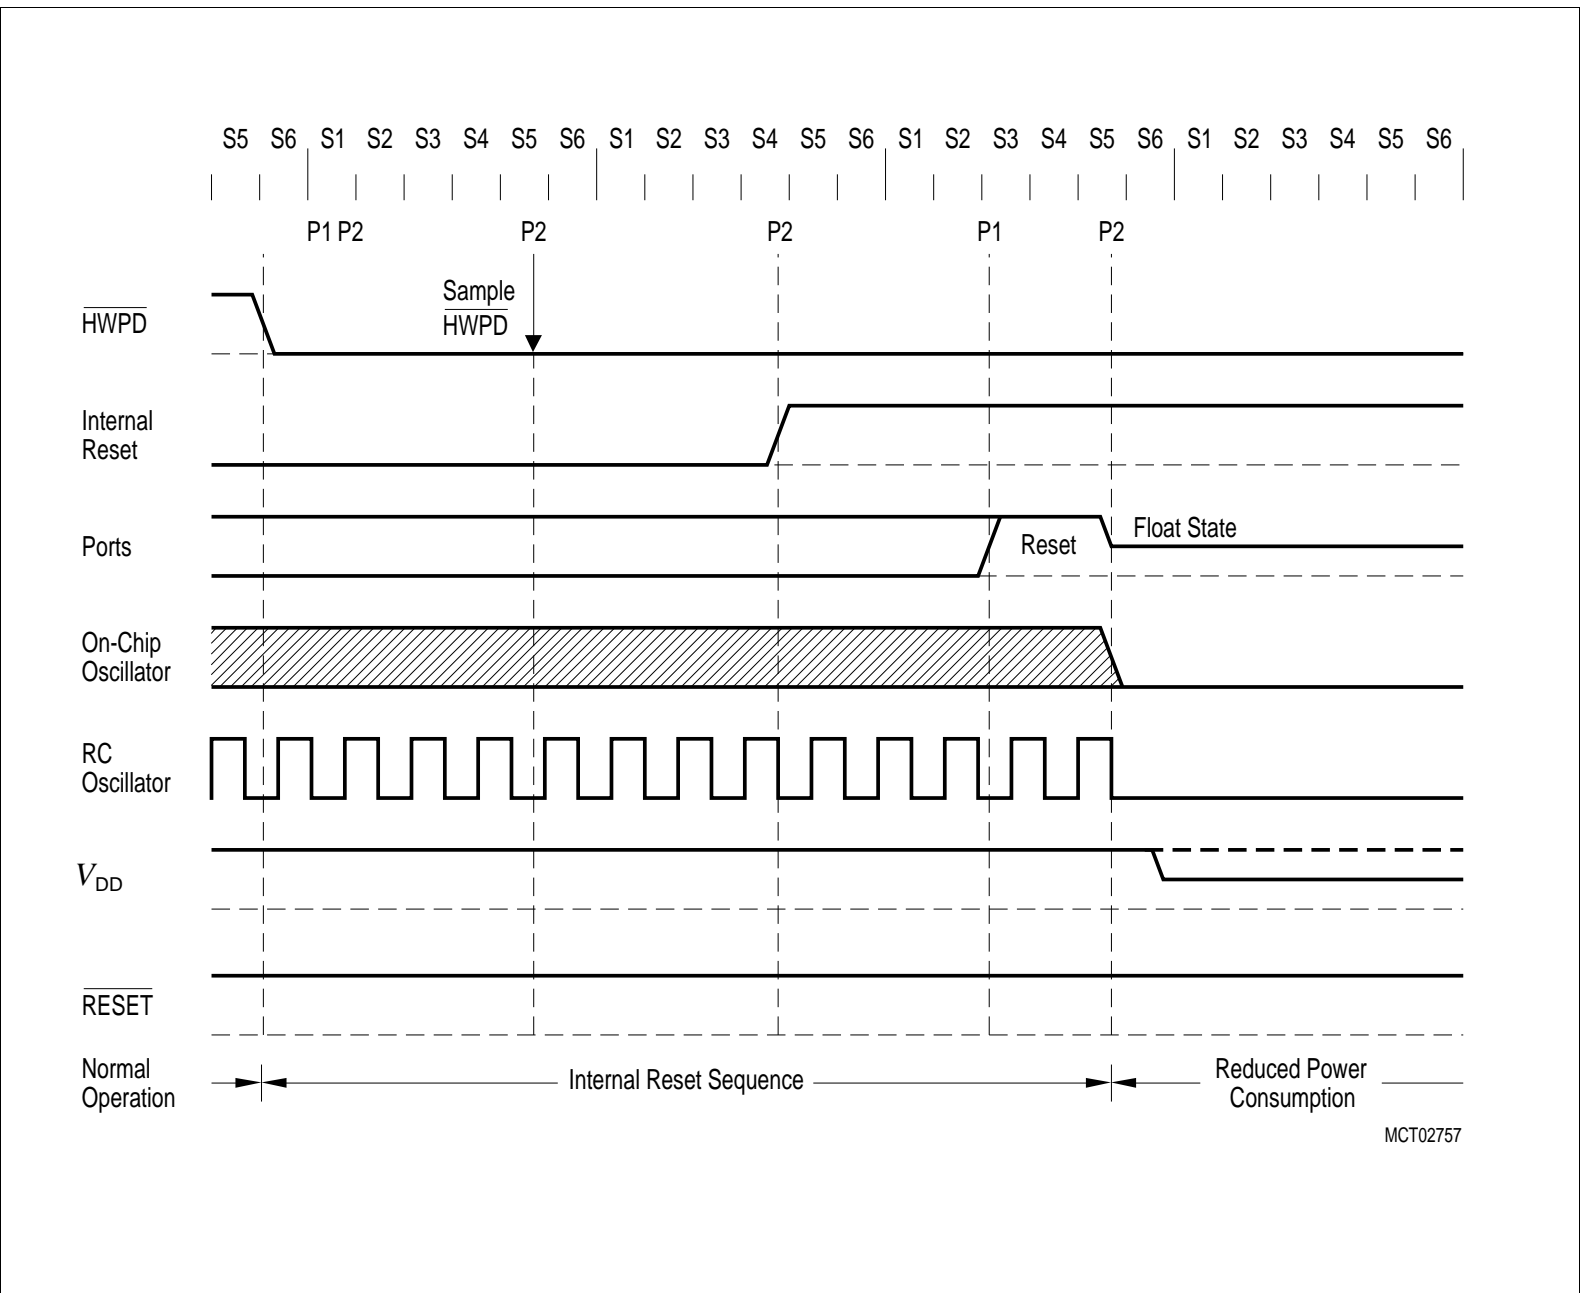 S5 S6 S1 S2 S3 S4 S5 S6 S1 S2 S3 S4 S5 S6 S1 S2 S3 S4 S5 S6 S1 S2 S3 S4 S5 S6
P1 P2 P2 P2 P1 P2
Sample
HWPD
HWPD
Internal
Reset
Ports
Reset
Float State
On-Chip
Oscillator
RC
Oscillator
VDD
RESET
Normal
Operation
Internal Reset Sequence
Reduced Power
Consumption
MCT02757